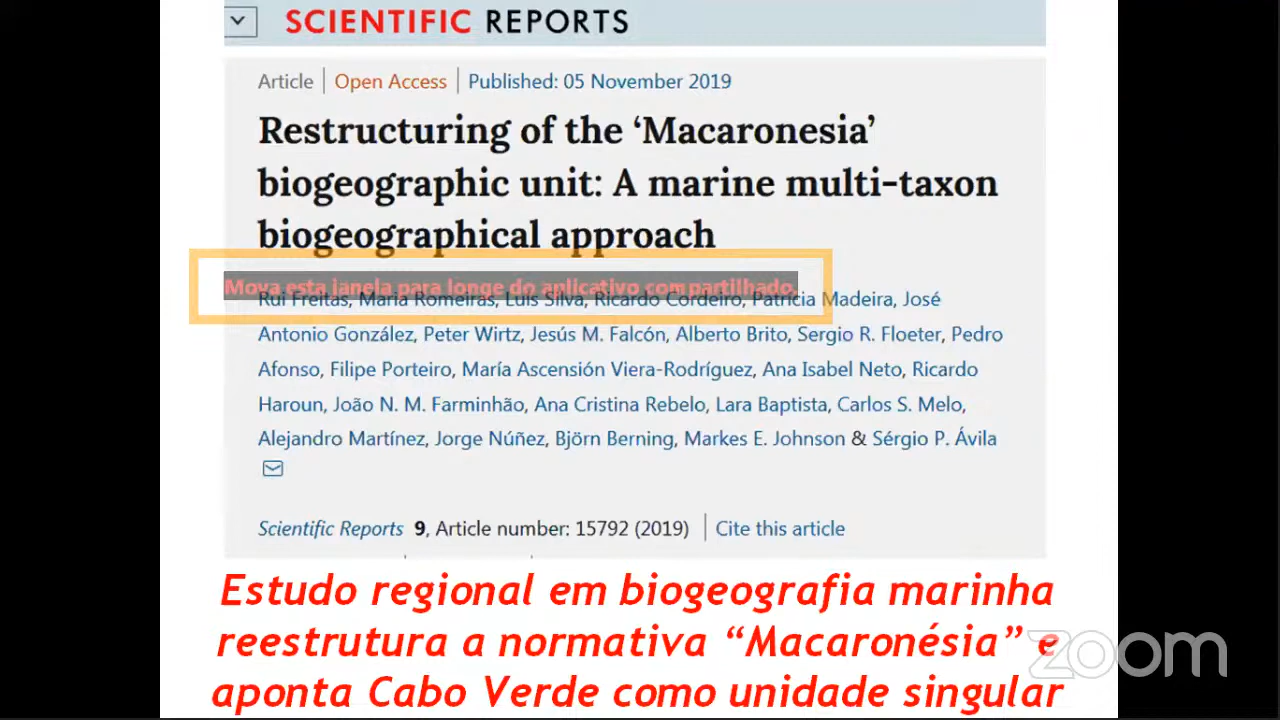 SCIENTIFIC REPORTS
Article | Open Access | Published: 05 November 2019
Restructuring of the ‘Macaronesia’
biogeographic unit: A marine multi-taxon
biogeographical approach
Mova esta janela para longe do aplicativo compartilhado.
Rui Freitas, Maria Romeiras, Luis Silva, Ricardo Cordeiro, Patricia Madeira, José
Antonio González, Peter Wirtz, Jesús M. Falcón, Alberto Brito, Sergio R. Floeter, Pedro
Afonso, Filipe Porteiro, María Ascensión Viera-Rodríguez, Ana Isabel Neto, Ricardo
Haroun, João N. M. Farminhão, Ana Cristina Rebelo, Lara Baptista, Carlos S. Melo,
Alejandro Martínez, Jorge Núñez, Björn Berning, Markes E. Johnson & Sérgio P. Ávila
Scientific Reports 9, Article number: 15792 (2019) | Cite this article
Estudo regional em biogeografia marinha
reestrutura a normativa “Macaronésia” e
aponta Cabo Verde como unidade singular
zoom